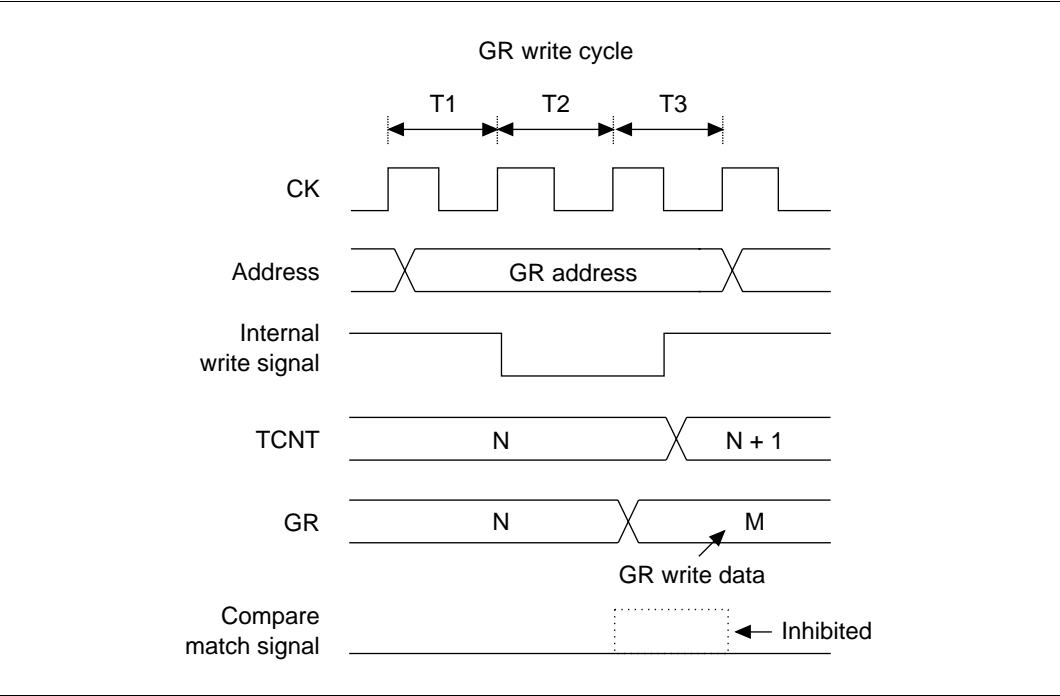 GR write cycle
T1 T2 T3
CK
Address GR address
Internal
write signal
TCNT N N + 1
GR N M
GR write data
Compare
match signal
Inhibited